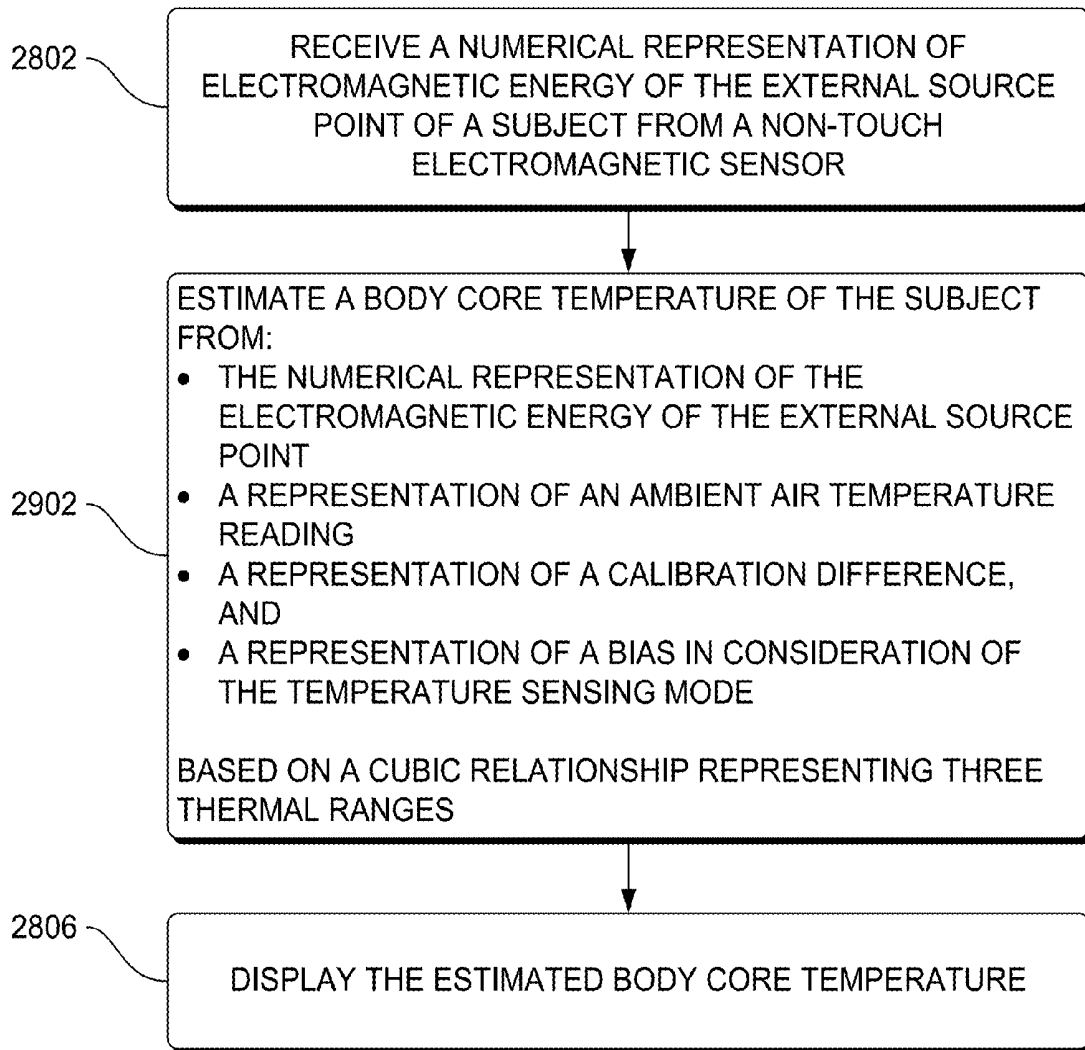 2802
RECEIVE A NUMERICAL REPRESENTATION OF
ELECTROMAGNETIC ENERGY OF THE EXTERNAL SOURCE
POINT OF A SUBJECT FROM A NON-TOUCH
ELECTROMAGNETIC SENSOR
2902
ESTIMATE A BODY CORE TEMPERATURE OF THE SUBJECT
FROM:
• THE NUMERICAL REPRESENTATION OF THE
ELECTROMAGNETIC ENERGY OF THE EXTERNAL SOURCE
POINT
• A REPRESENTATION OF AN AMBIENT AIR TEMPERATURE
READING
• A REPRESENTATION OF A CALIBRATION DIFFERENCE,
AND
• A REPRESENTATION OF A BIAS IN CONSIDERATION OF
THE TEMPERATURE SENSING MODE
BASED ON A CUBIC RELATIONSHIP REPRESENTING THREE
THERMAL RANGES
2806
DISPLAY THE ESTIMATED BODY CORE TEMPERATURE